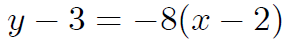 y − 3 = −8(x − 2)